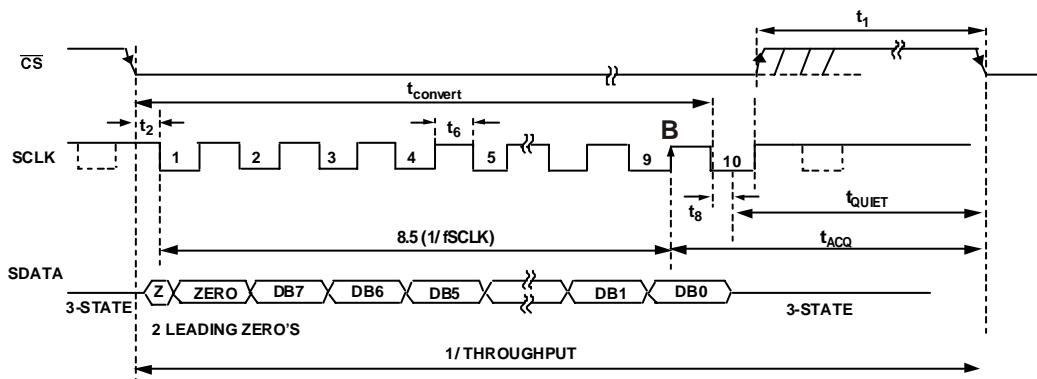 t1
CS
tconvert
t2
t6
B
SCLK
1 2 3 4 5 9 10
t8
tQUIET
8.5 (1/ fSCLK)
tACQ
SDATA
Z ZERO DB7 DB6 DB5 DB1 DB0
3-STATE 3-STATE
2 LEADING ZERO'S
1/ THROUGHPUT